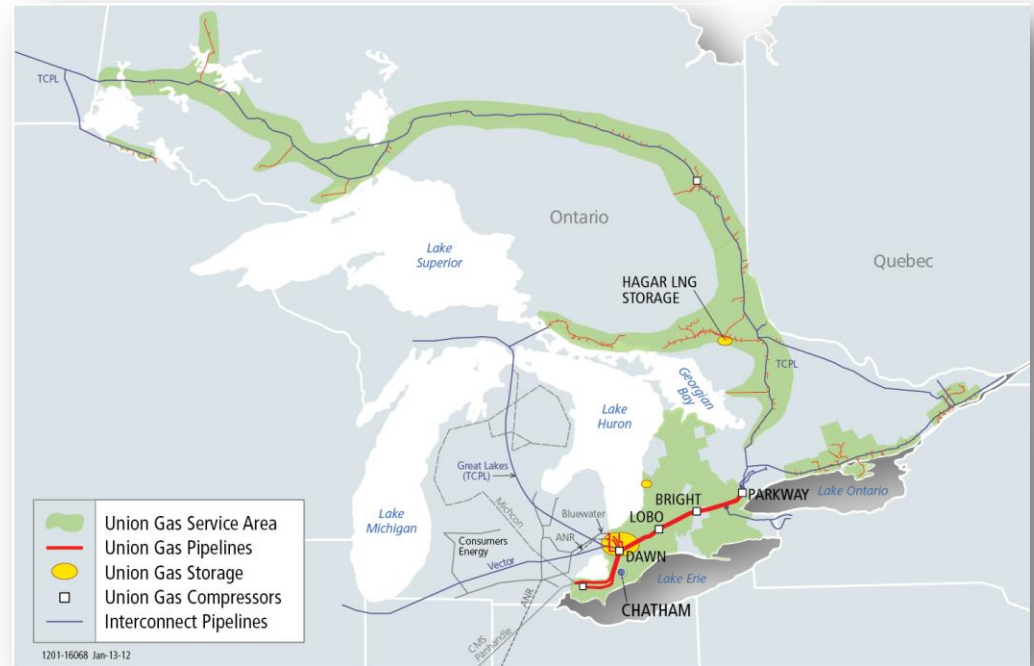 TCPL
Ontario
Quebec
Lake
Superior
HAGAR LNG
STORAGE
TCPL
Georgian
Bay
Lake
Huron
Great Lakes
(TCPL)
Michcon
Lake
Michigan
Bluewater
ANR
Consumers
Energy
Vector
ANR
CMS
Panhandle
BRIGHT
LOBO
DAWN
PARKWAY
Lake Ontario
Lake Erie
CHATHAM
Union Gas Service Area
Union Gas Pipelines
Union Gas Storage
Union Gas Compressors
Interconnect Pipelines
1201-16068 Jan-13-12